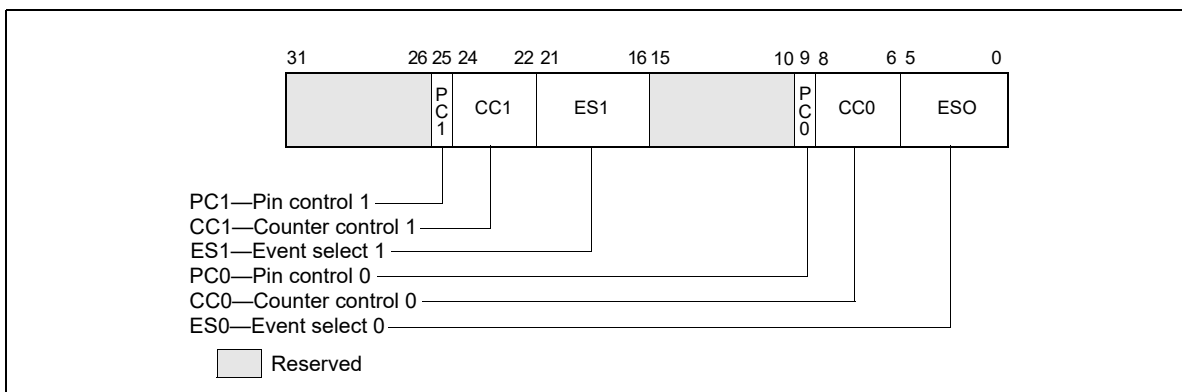 31 26 25 24 22 21 16 15 10 9 8 6 5 0
PC1 CC1 ES1 PC0 CC0 ESO
PC1—Pin control 1
CC1—Counter control 1
ES1—Event select 1
PC0—Pin control 0
CC0—Counter control 0
ES0—Event select 0
Reserved